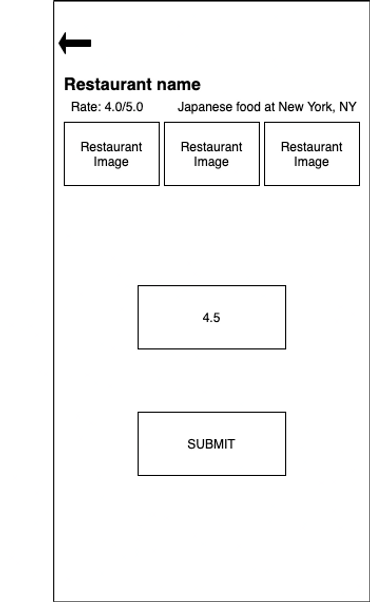 Restaurant name
Rate: 4.0/5.0 Japanese food at New York, NY
Restaurant Image
Restaurant Image
Restaurant Image
4.5
SUBMIT